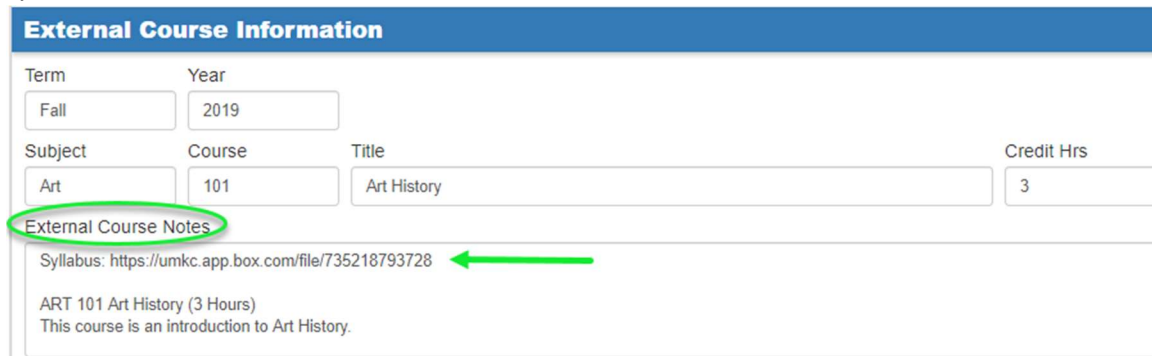 External Course Information
Term Year
Fall 2019
Subject Course Title Credit Hrs
Art 101 Art History 3
External Course Notes
Syllabus: https://umkc.app.box.com/file/735218793728
ART 101 Art History (3 Hours)
This course is an introduction to Art History.